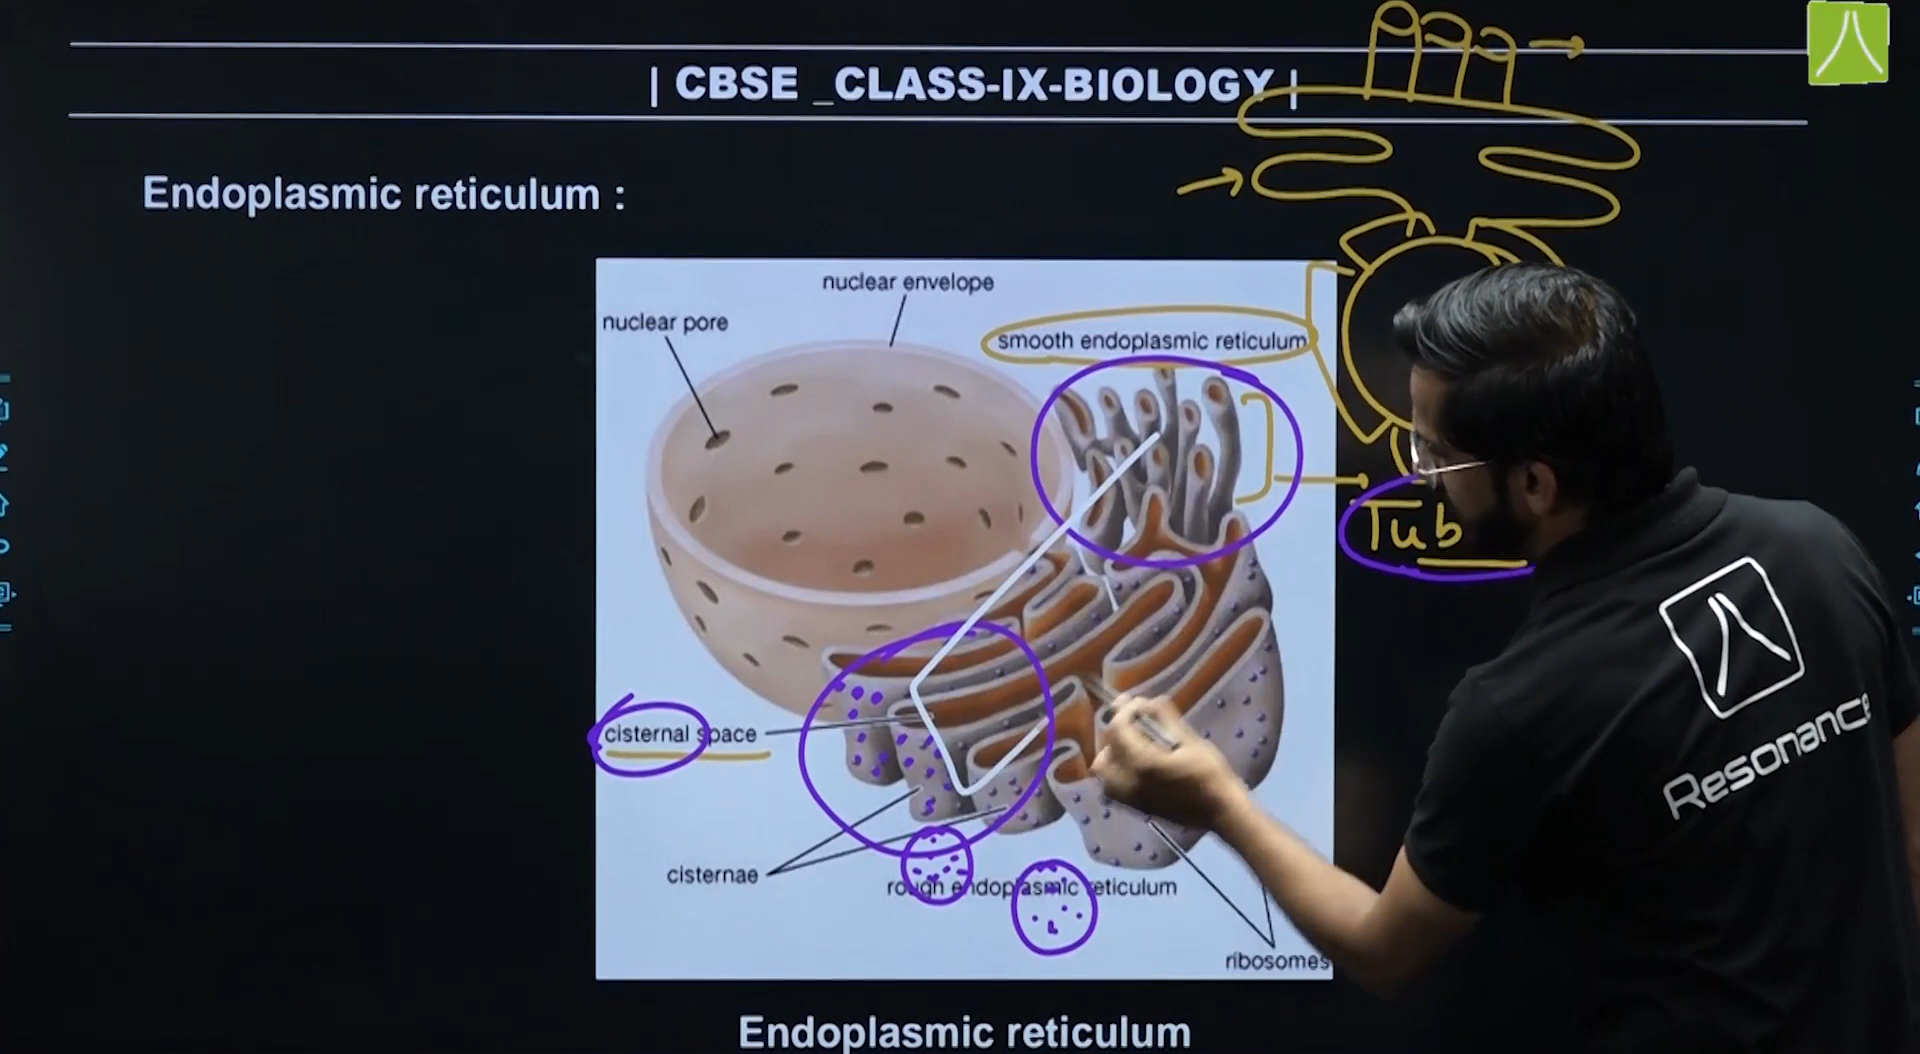 | CBSE _CLASS-IX-BIOLOGY |
Endoplasmic reticulum :
nuclear envelope
nuclear pore
smooth endoplasmic reticulum
Tub
cisternal space
cisternae
rough endoplasmic reticulum
ribosomes
Resonance
Endoplasmic reticulum